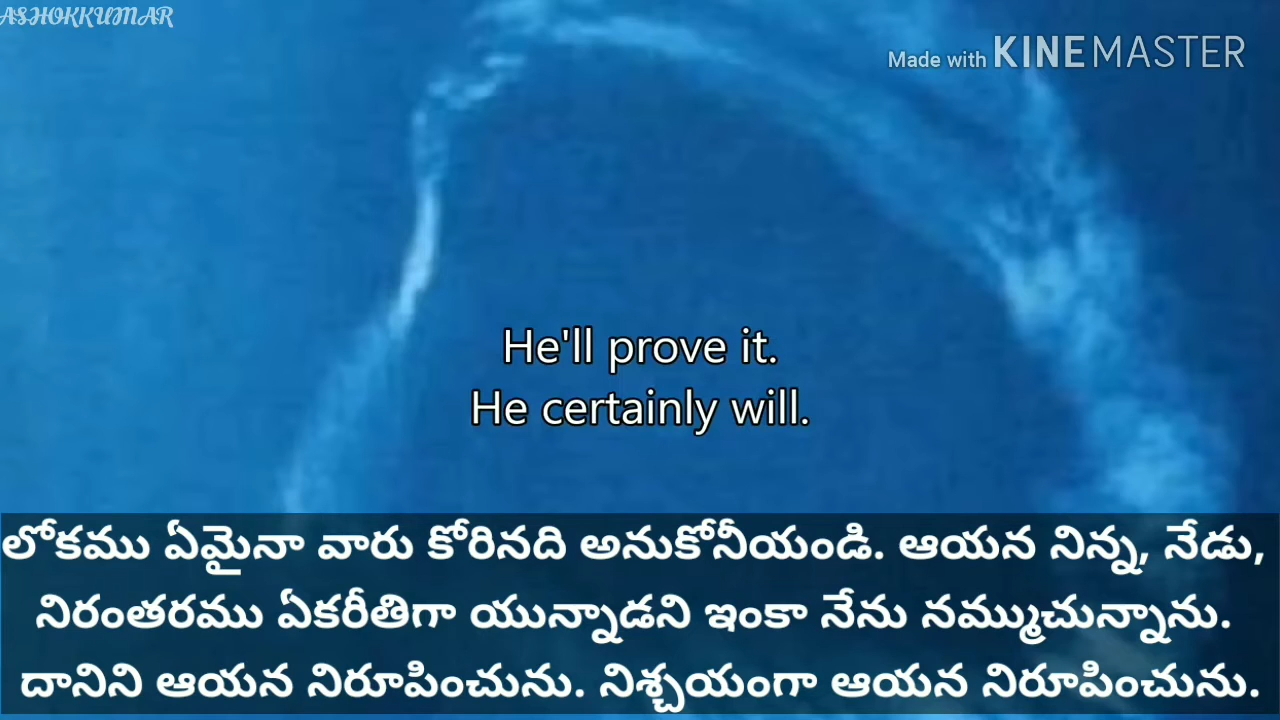 ASHOKKUMAR
Made with KINEMASTER
He'll prove it.
He certainly will.
లోకము ఏమైనా వారు కోరినది అనుకోనీయండి. ఆయన నిన్న, నేడు,
నిరంతరము ఏకరీతిగా యున్నాడని ఇంకా నేను నమ్ముచున్నాను.
దానిని ఆయన నిరూపించును. నిశ్చయంగా ఆయన నిరూపించును.